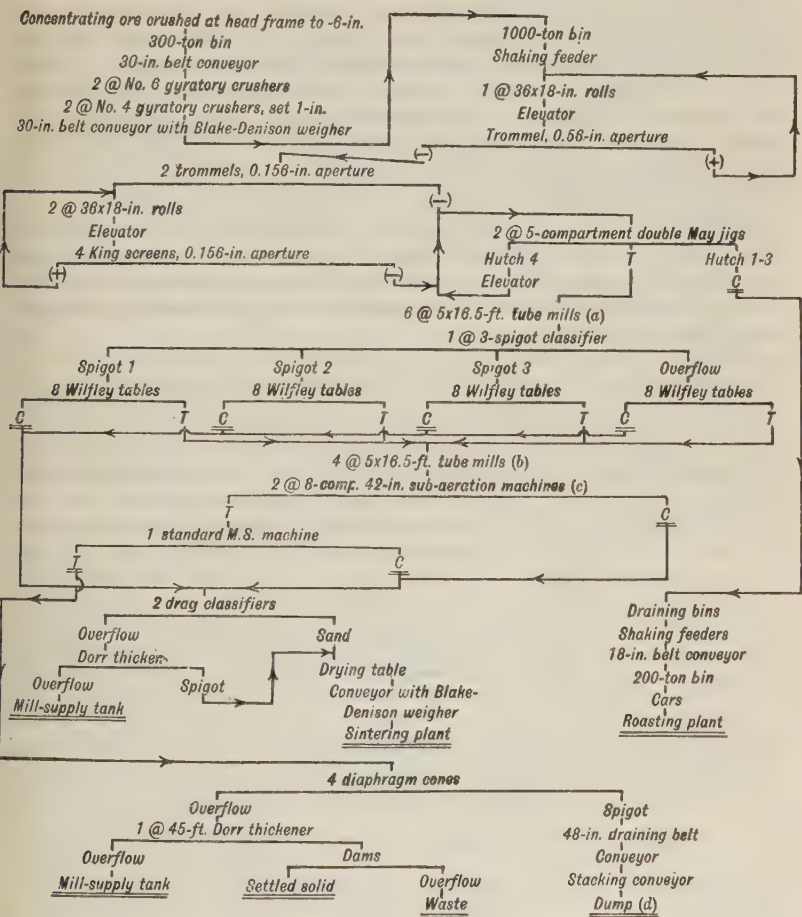 Concentrating ore crushed at head frame to -6-in.
300-ton bin
30-in. belt conveyor
2 @ No. 6 gyratory crushers
2 @ No. 4 gyratory crushers, set 1-in.
30-in. belt conveyor with Blake-Denison weigher
1000-ton bin
Shaking feeder
1 @ 36x18-in. rolls
Elevator
Trommel, 0.56-in. aperture
(-) (+)
2 trommels, 0.156-in. aperture
(-)
2 @ 36x18-in. rolls
Elevator
4 King screens, 0.156-in. aperture
(+) (-)
2 @ 5-compartment double May jigs
Hutch 4 T Hutch 1-3
Elevator C
6 @ 5x16.5-ft. tube mills (a)
1 @ 3-spigot classifier
Spigot 1 Spigot 2 Spigot 3 Overflow
8 Wilfley tables 8 Wilfley tables 8 Wilfley tables 8 Wilfley tables
C T C T C T C T
4 @ 5x16.5-ft. tube mills (b)
2 @ 8-comp. 42-in. sub-aeration machines (c)
T C
1 standard M.S. machine
T C
2 drag classifiers
Overflow Sand
Dorr thickener Drying table
Overflow Spigot Conveyor with Blake-
Mill-supply tank Denison weigher
Sintering plant
Draining bins
Shaking feeders
18-in. belt conveyor
200-ton bin
Cars
Roasting plant
4 diaphragm cones
Overflow Spigot
1 @ 45-ft. Dorr thickener 48-in. draining belt
Overflow Dams Conveyor
Mill-supply tank Settled solid Overflow Stacking conveyor
Waste Dump (d)